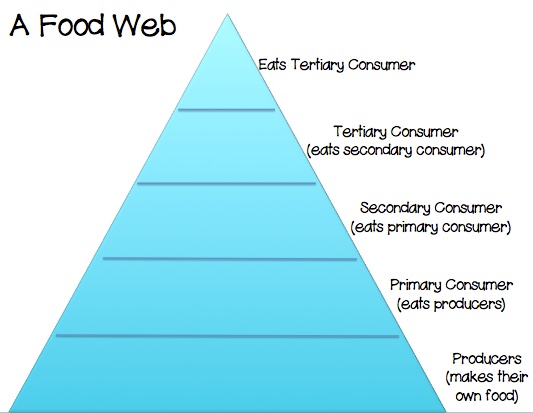 A Food Web
Eats Tertiary Consumer
Tertiary Consumer
(eats secondary consumer)
Secondary Consumer
(eats primary consumer)
Primary Consumer
(eats producers)
Producers
(makes their
own food)